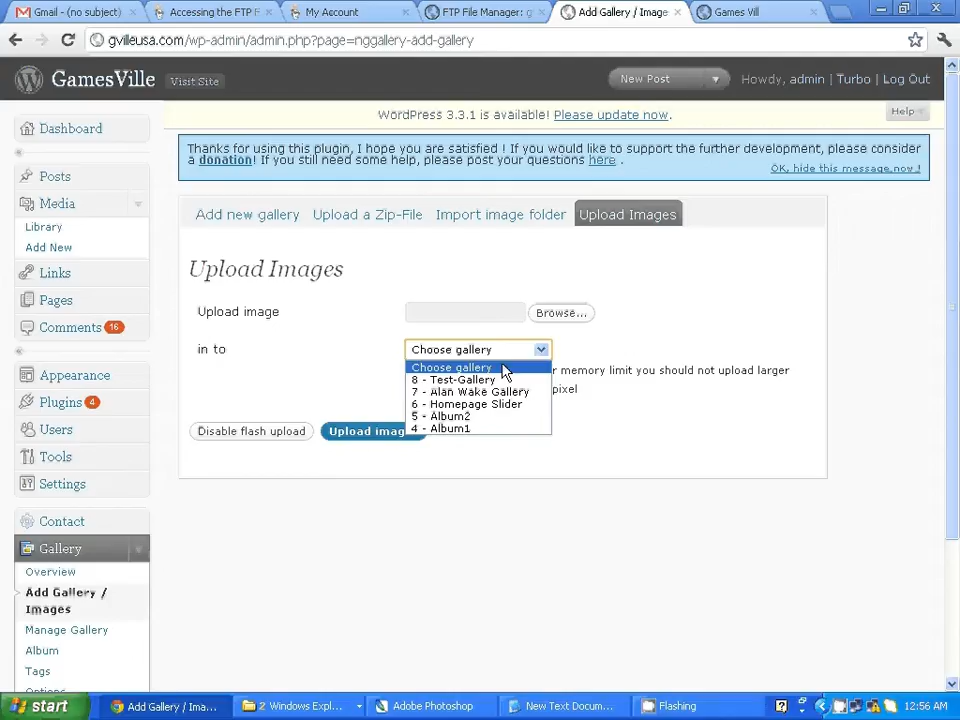 Gmail - (no subject)
Accessing the FTP F
My Account
FTP File Manager: g
Add Gallery / Image
Games Vill
gvilleusa.com/wp-admin/admin.php?page=nggallery-add-gallery
GamesVille
Visit Site
New Post
Howdy, admin | Turbo | Log Out
WordPress 3.3.1 is available! Please update now.
Help
Thanks for using this plugin, I hope you are satisfied ! If you would like to support the further development, please consider
a donation! If you still need some help, please post your questions here .
OK, hide this message now !
Dashboard
Posts
Media
Library
Add New
Links
Pages
Comments 16
Appearance
Plugins 4
Users
Tools
Settings
Contact
Gallery
Overview
Add Gallery /
Images
Manage Gallery
Album
Tags
Options
Add new gallery
Upload a Zip-File
Import image folder
Upload Images
Upload Images
Upload image
Browse...
in to
Choose gallery
Choose gallery
8 - Test-Gallery
7 - Alan Wake Gallery
6 - Homepage Slider
5 - Album2
4 - Album1
r memory limit you should not upload larger
pixel
Disable flash upload
Upload imag
start
Add Gallery / Ima...
2 Windows Expl...
Adobe Photoshop
New Text Docum...
Flashing
12:56 AM